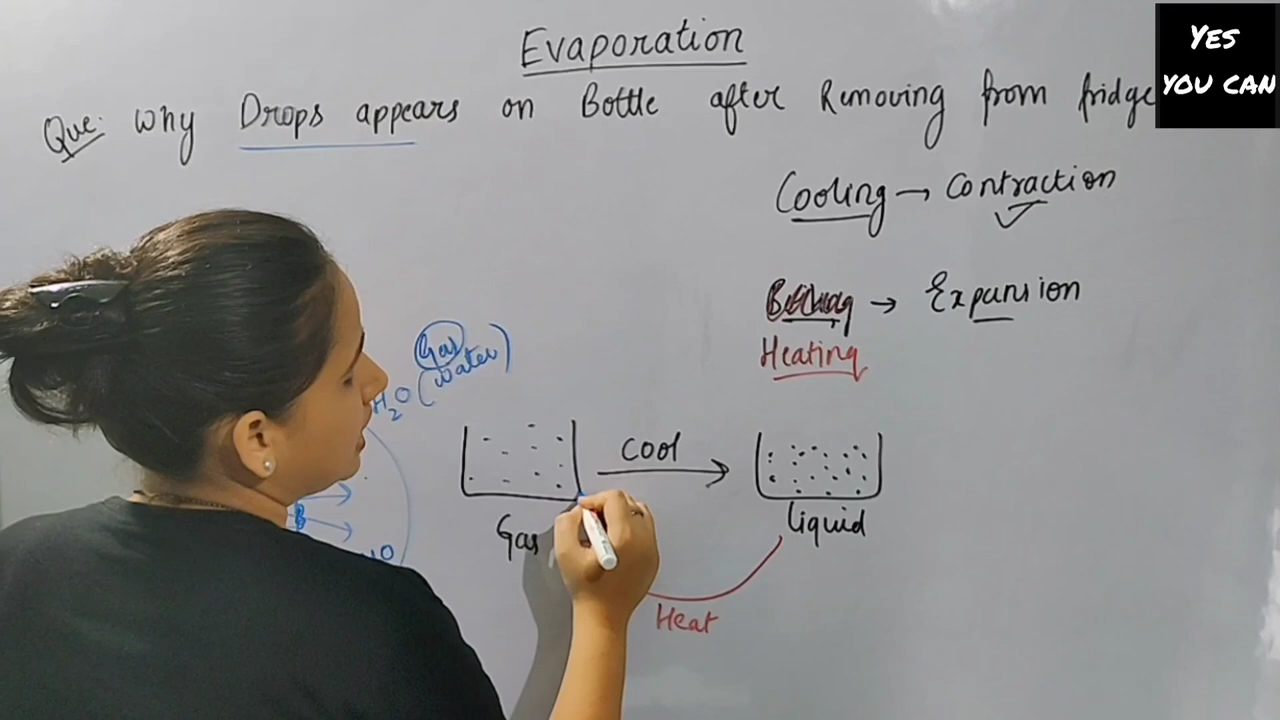 Evaporation
Que: Why Drops appears on Bottle after Removing from fridge
YES
YOU CAN
Cooling → Contraction
→ Expansion
Heating
Gas
H2O (water)
Cool
Gas
liquid
Heat